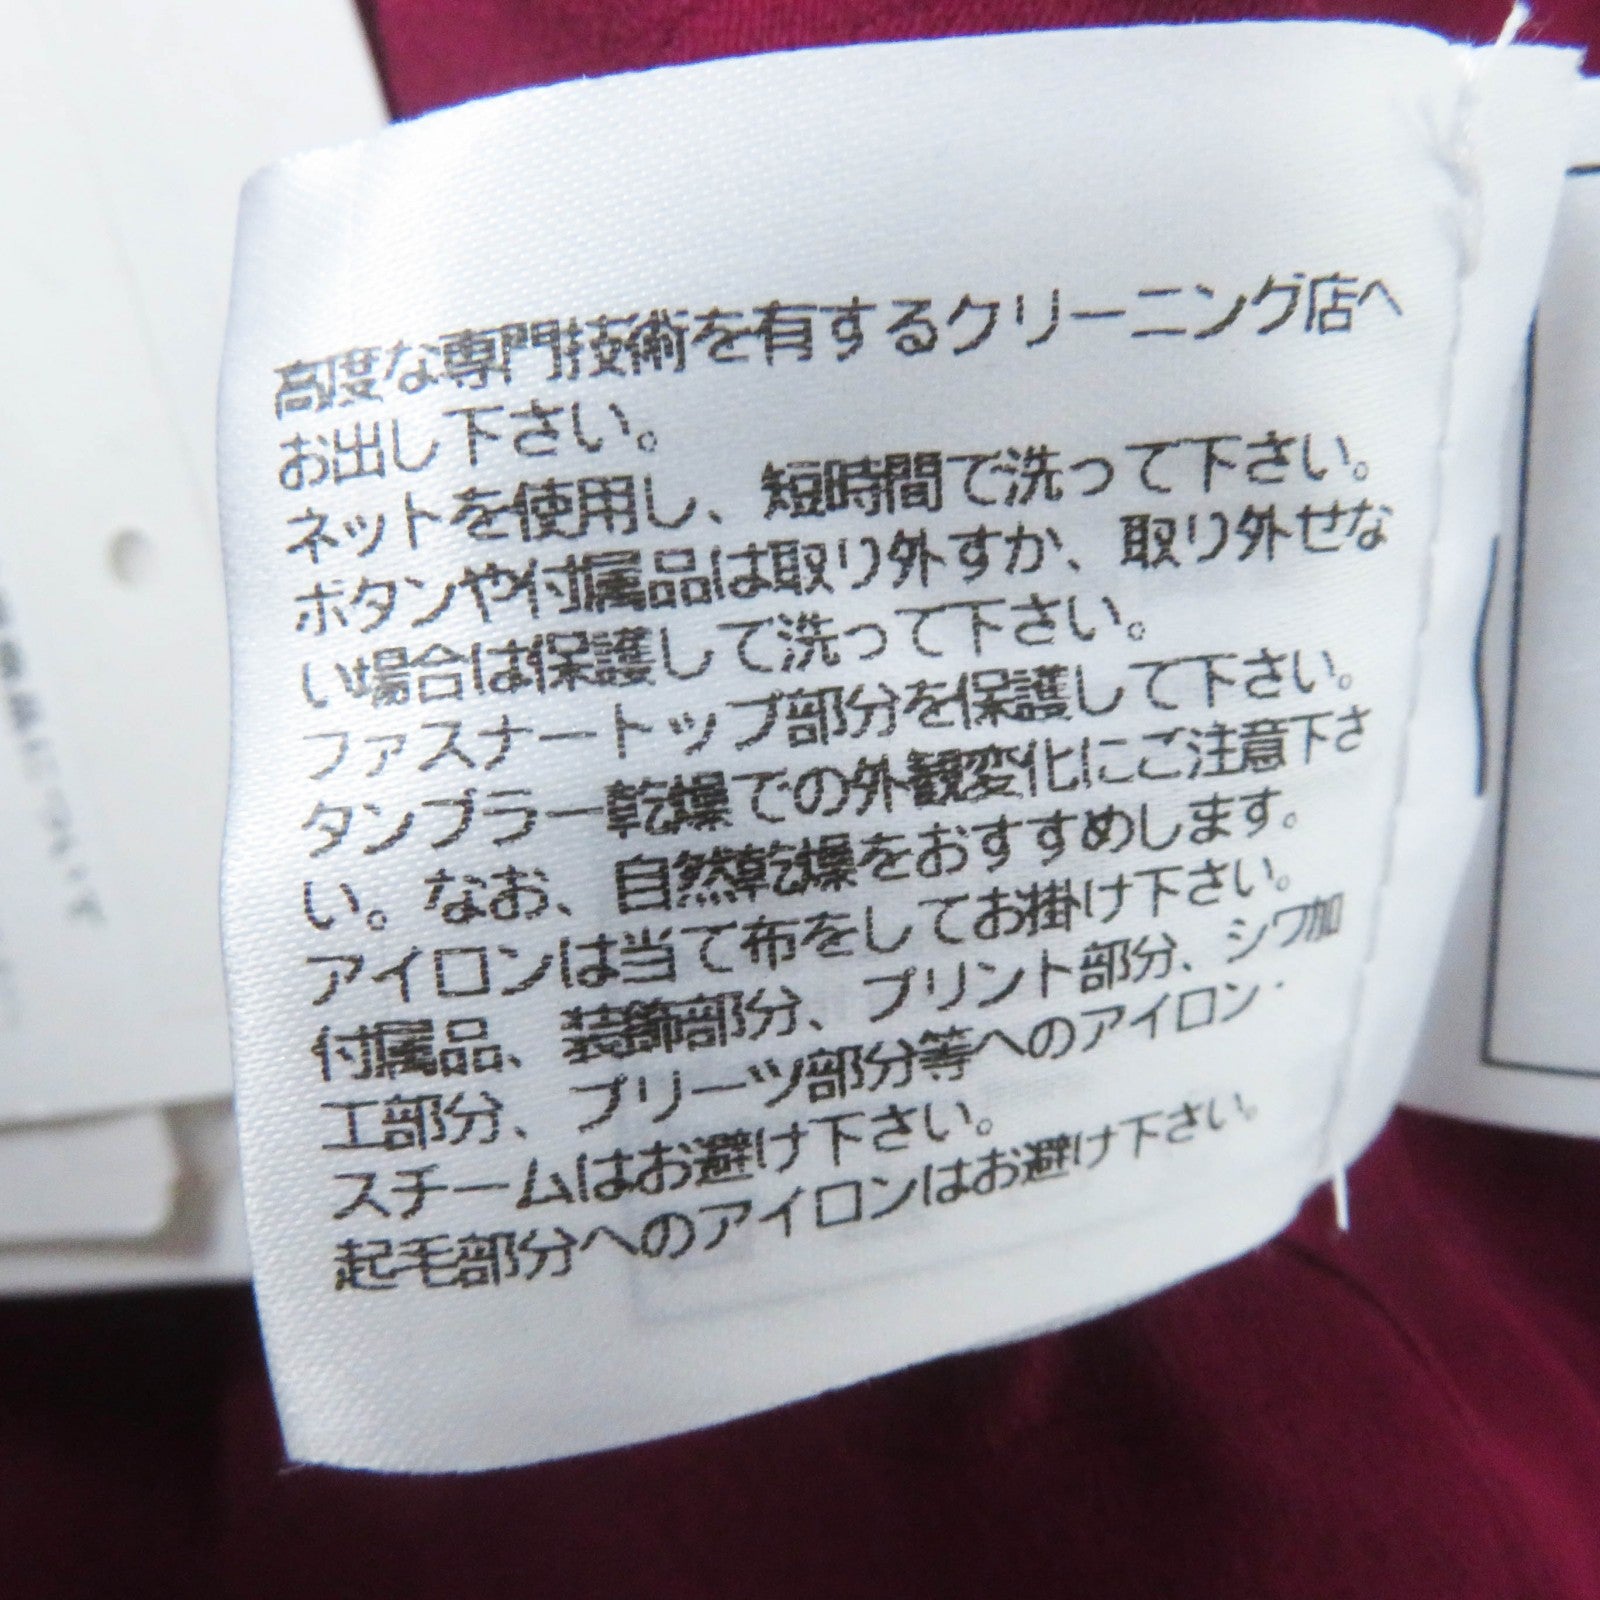 高度な専門技術を有するクリーニング店へ
お出し下さい。
ネットを使用し、短時間で洗って下さい。
ボタンや付属品は取り外すか、取り外せな
い場合は保護して洗って下さい。
ファスナートップ部分を保護して下さい。
タンブラー乾燥での外観変化にご注意下さ
い。なお、自然乾燥をおすすめします。
アイロンは当て布をしてお掛け下さい。
付属品、装飾部分、プリント部分、シワ加
工部分、プリーツ部分等へのアイロン・
スチームはお避け下さい。
起毛部分へのアイロンはお避け下さい。